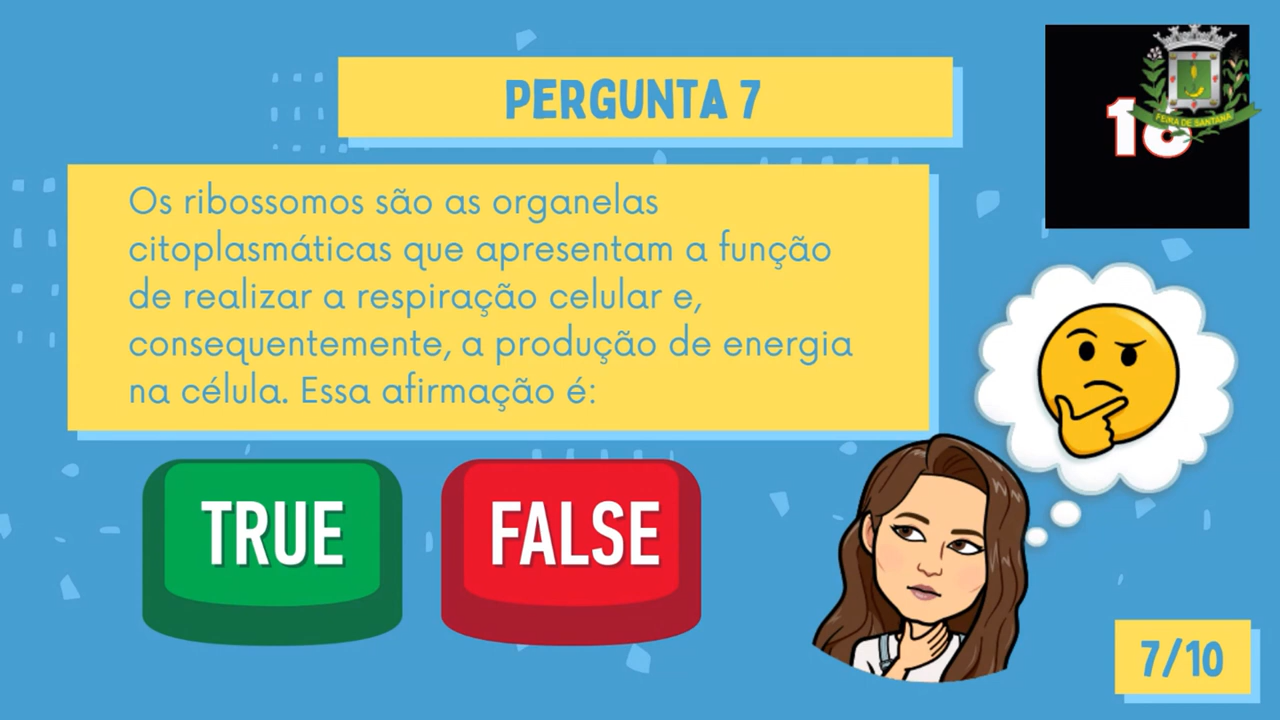 PERGUNTA 7
FEIRA DE SANTANA
Os ribossomos são as organelas
citoplasmáticas que apresentam a função
de realizar a respiração celular e,
consequentemente, a produção de energia
na célula. Essa afirmação é:
TRUE
FALSE
7/10